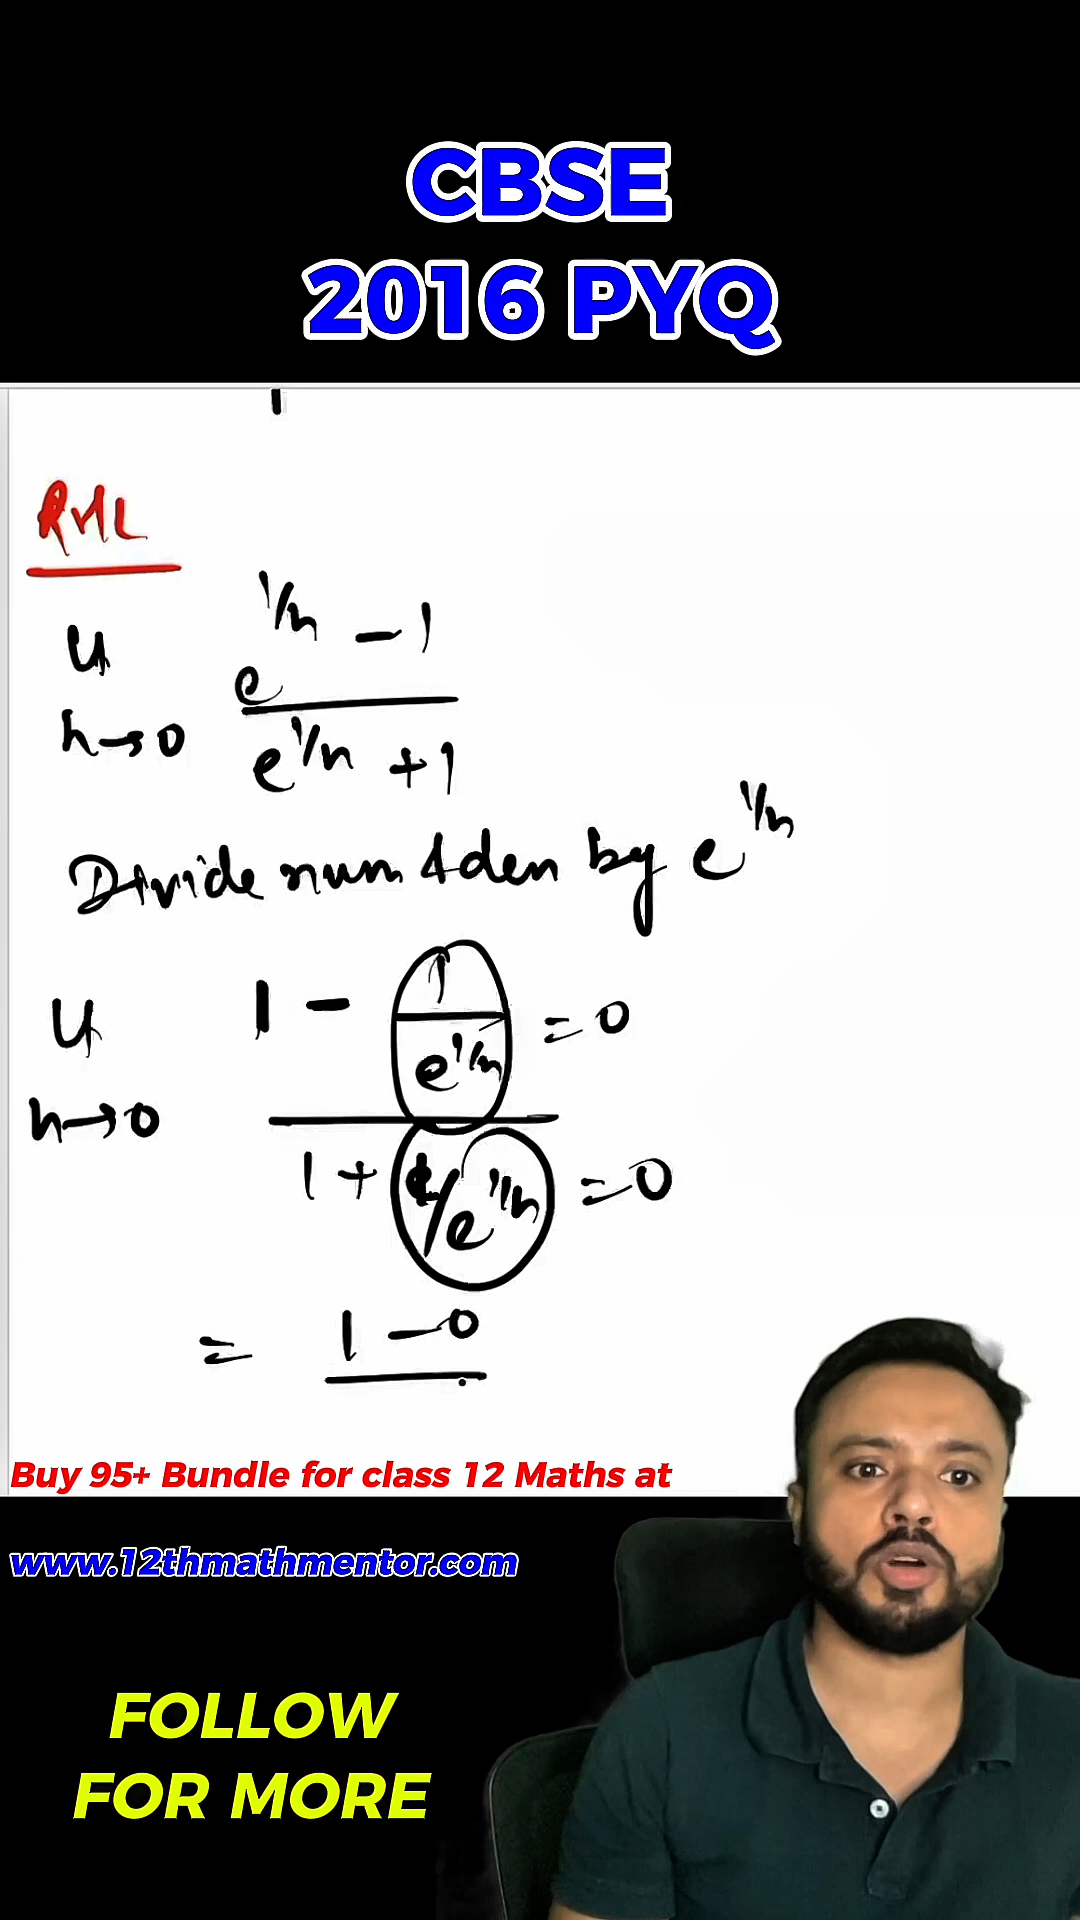 CBSE
2016 PYQ
RHL
lt e^1/h - 1
h→0 e^1/h + 1
Divide num & den by e^1/h
lt 1 - 1/e^1/h = 0
h→0 1 + 1/e^1/h = 0
= 1 - 0
Buy 95+ Bundle for class 12 Maths at
www.12thmathmentor.com
FOLLOW
FOR MORE